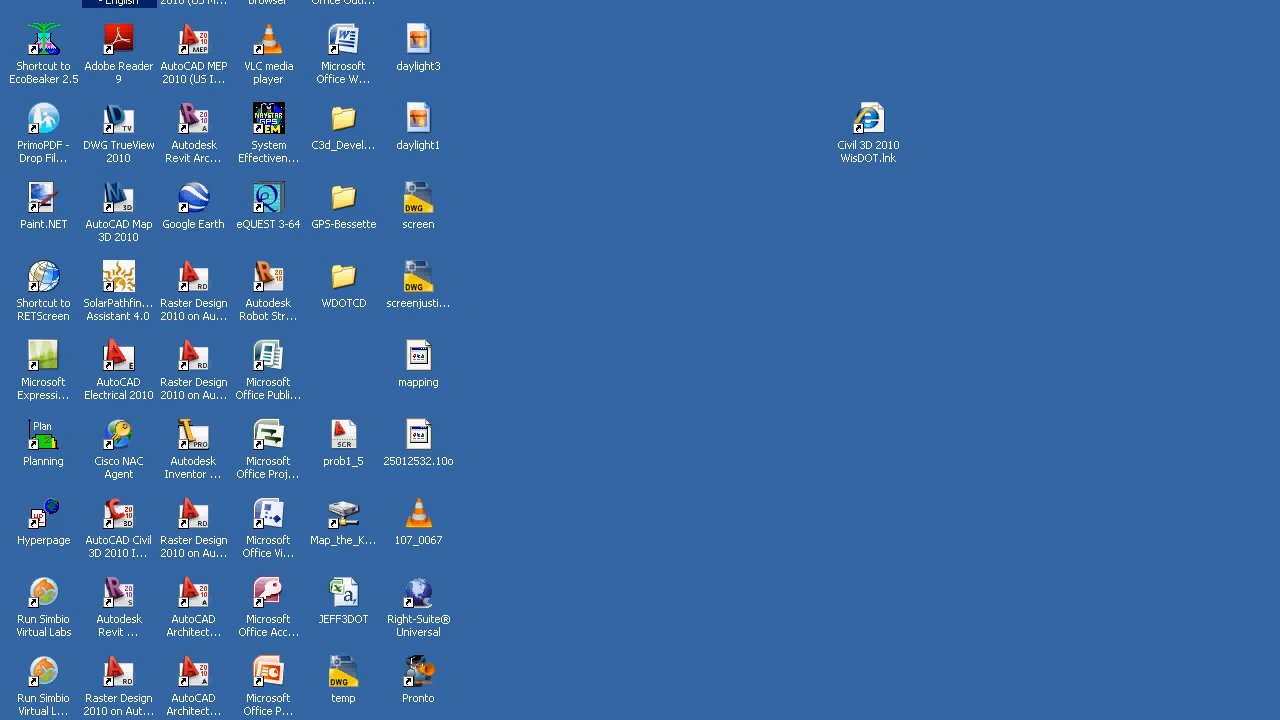 - English
2010 (US M...
Browser
Office Outl...
Shortcut to
EcoBeaker 2.5
Adobe Reader
9
AutoCAD MEP
2010 (US I...
VLC media
player
Microsoft
Office W...
daylight3
PrimoPDF -
Drop Fil...
DWG TrueView
2010
Autodesk
Revit Arc...
System
Effectiven...
C3d_Devel...
daylight1
Civil 3D 2010
WisDOT.lnk
Paint.NET
AutoCAD Map
3D 2010
Google Earth
eQUEST 3-64
GPS-Bessette
screen
Shortcut to
RETScreen
SolarPathfin...
Assistant 4.0
Raster Design
2010 on Au...
Autodesk
Robot Str...
WDOTCD
screenjusti...
Microsoft
Expressi...
AutoCAD
Electrical 2010
Raster Design
2010 on Au...
Microsoft
Office Publi...
mapping
Plan
Planning
Cisco NAC
Agent
Autodesk
Inventor ...
Microsoft
Office Proj...
prob1_5
25012532.10o
Hyperpage
AutoCAD Civil
3D 2010 I...
Raster Design
2010 on Au...
Microsoft
Office Vi...
Map_the_K...
107_0067
Run Simbio
Virtual Labs
Autodesk
Revit ...
AutoCAD
Architect...
Microsoft
Office Acc...
JEFF3DOT
Right-Suite®
Universal
Run Simbio
Virtual L...
Raster Design
2010 on Aut...
AutoCAD
Architect...
Microsoft
Office P...
temp
Pronto